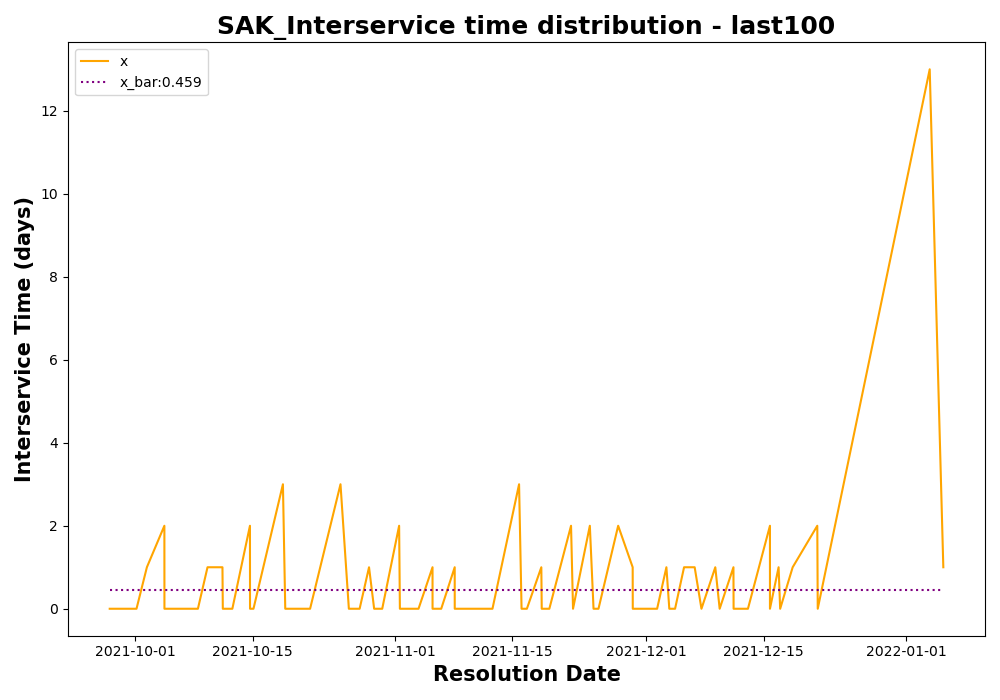 SAK_Interservice time distribution - last100
x
x_bar:0.459
Interservice Time (days)
12
10
8
6
4
2
0
2021-10-01 2021-10-15 2021-11-01 2021-11-15 2021-12-01 2021-12-15 2022-01-01
Resolution Date